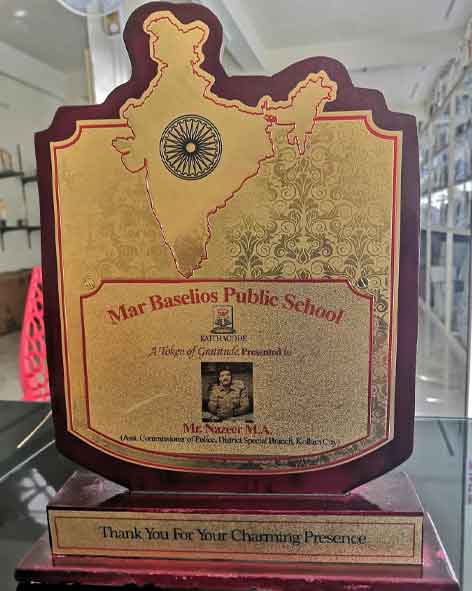 Mar Baselios Public School
KAITHACODE
A Token of Gratitude Presented to
Mr. Nazeer M.A.
(Asst. Commissioner of Police, District Special Branch, Kollam City)
Thank You For Your Charming Presence